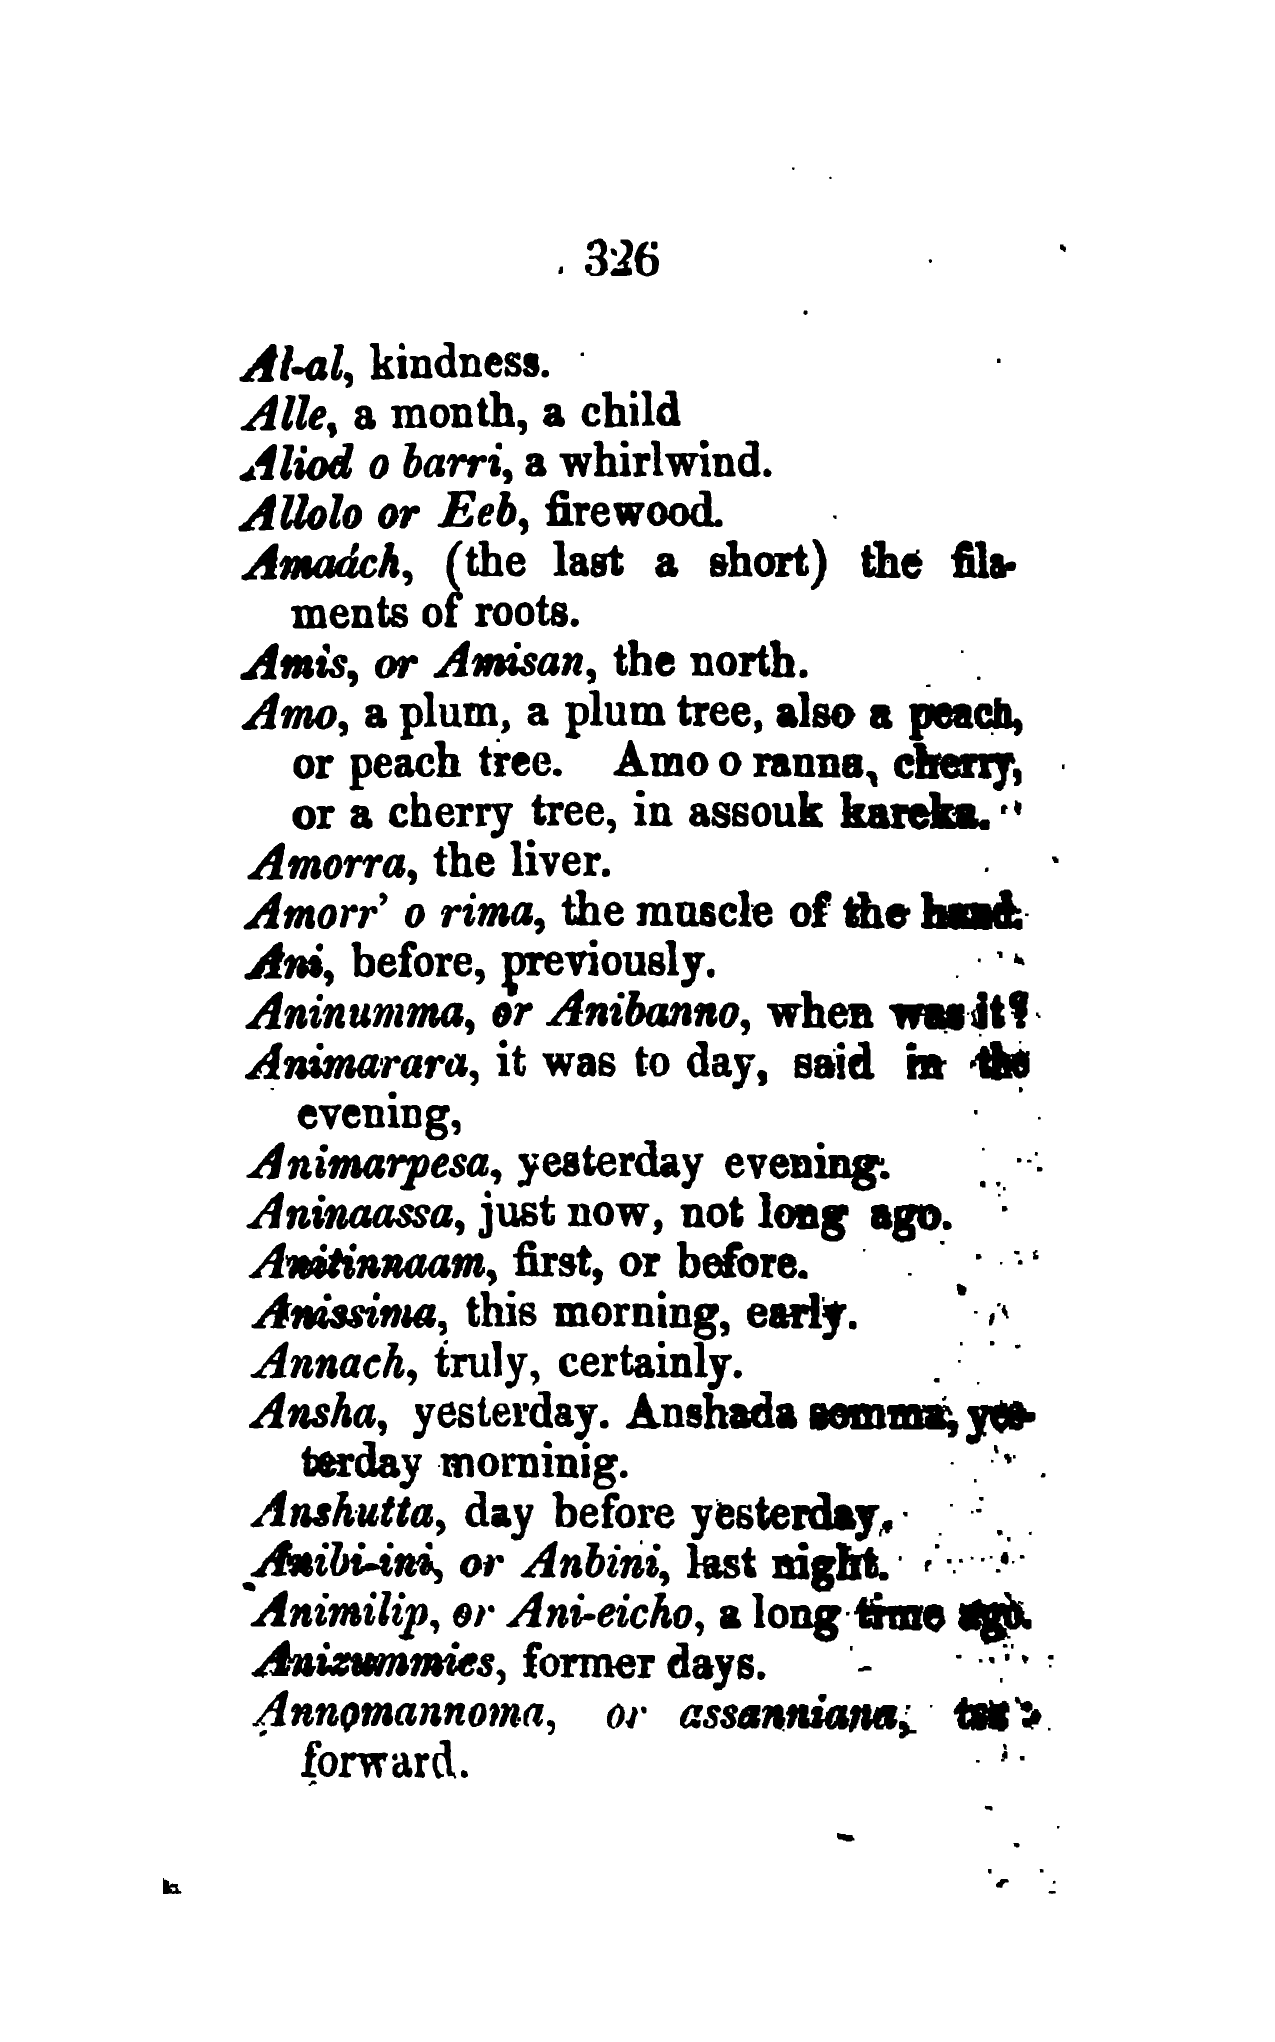 326
Al-al, kindness.
Alle, a month, a child
Aliod o barri, a whirlwind.
Allolo or Eeb, firewood.
Amaách, (the last a short) the fila-
ments of roots.
Amis, or Amisan, the north.
Amo, a plum, a plum tree, also a peach,
or peach tree. Amo o ranna, cherry,
or a cherry tree, in assouk kareka.
Amorra, the liver.
Amorr' o rima, the muscle of the hand.
Ani, before, previously.
Aninumma, or Anibanno, when was it?
Animarara, it was to day, said in the
evening,
Animarpesa, yesterday evening.
Aninaassa, just now, not long ago.
Anitinnaam, first, or before.
Anissima, this morning, early.
Annach, truly, certainly.
Ansha, yesterday. Anshada somma, yes-
terday morninig.
Anshutta, day before yesterday.
Anibi-ini, or Anbini, last night.
Animilip, or Ani-eicho, a long time ago.
Anizummies, former days.
Annomannoma, or assanniana,
forward.